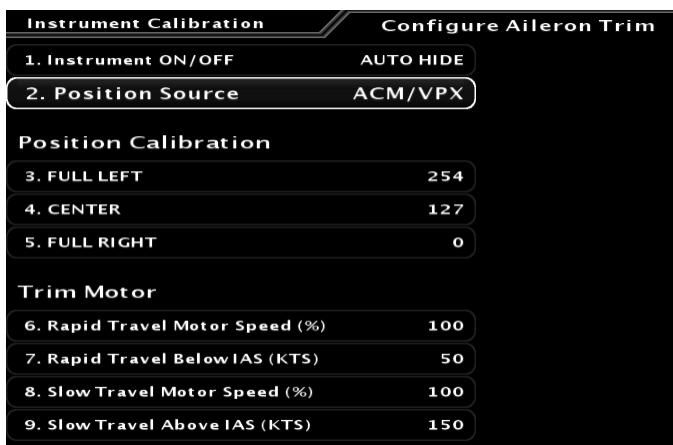 Instrument Calibration Configure Aileron Trim
1. Instrument ON/OFF AUTO HIDE
2. Position Source ACM/VPX
Position Calibration
3. FULL LEFT 254
4. CENTER 127
5. FULL RIGHT 0
Trim Motor
6. Rapid Travel Motor Speed (%) 100
7. Rapid Travel Below IAS (KTS) 50
8. Slow Travel Motor Speed (%) 100
9. Slow Travel Above IAS (KTS) 150